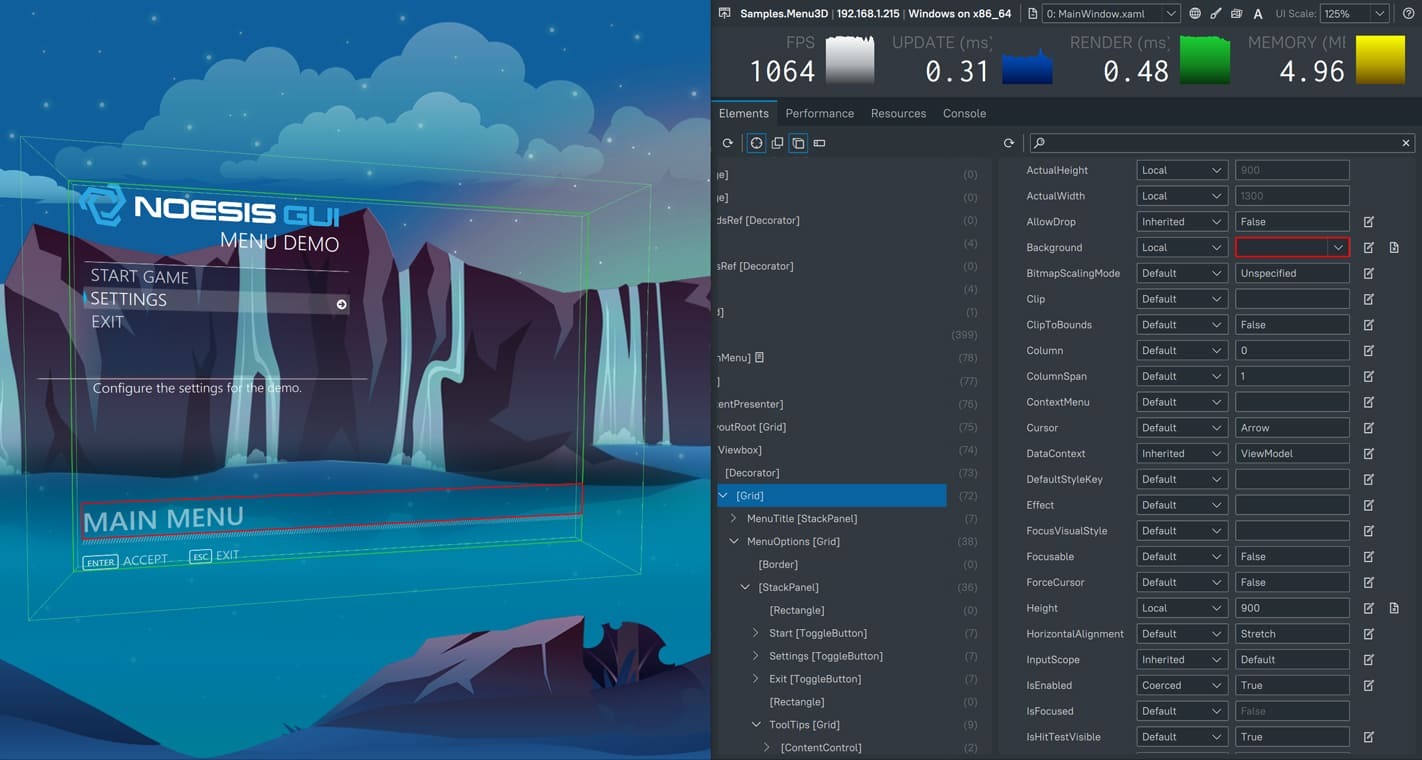 NOESIS GUI
MENU DEMO
START GAME
SETTINGS
EXIT
Configure the settings for the demo.
MAIN MENU
ENTER ACCEPT ESC EXIT
Samples.Menu3D | 192.168.1.215 | Windows on x86_64 0: MainWindow.xaml A UI Scale: 125%
FPS UPDATE (ms) RENDER (ms) MEMORY (M
1064 0.31 0.48 4.96
Elements Performance Resources Console
ge] (0)
ge] (0)
dsRef [Decorator] (0)
(4)
sRef [Decorator] (0)
(4)
d] (1)
(399)
nMenu] (78)
] (77)
tentPresenter] (76)
youtRoot [Grid] (75)
Viewbox] (74)
[Decorator] (73)
[Grid] (72)
MenuTitle [StackPanel] (7)
MenuOptions [Grid] (38)
[Border] (0)
[StackPanel] (36)
[Rectangle] (0)
Start [ToggleButton] (7)
Settings [ToggleButton] (7)
Exit [ToggleButton] (7)
[Rectangle] (0)
ToolTips [Grid] (9)
[ContentControl] (2)
ActualHeight Local 900
ActualWidth Local 1300
AllowDrop Inherited False
Background Local
BitmapScalingMode Default Unspecified
Clip Default
ClipToBounds Default False
Column Default 0
ColumnSpan Default 1
ContextMenu Default
Cursor Default Arrow
DataContext Inherited ViewModel
DefaultStyleKey Default
Effect Default
FocusVisualStyle Default
Focusable Default False
ForceCursor Default False
Height Local 900
HorizontalAlignment Default Stretch
InputScope Inherited Default
IsEnabled Coerced True
IsFocused Default False
IsHitTestVisible Default True